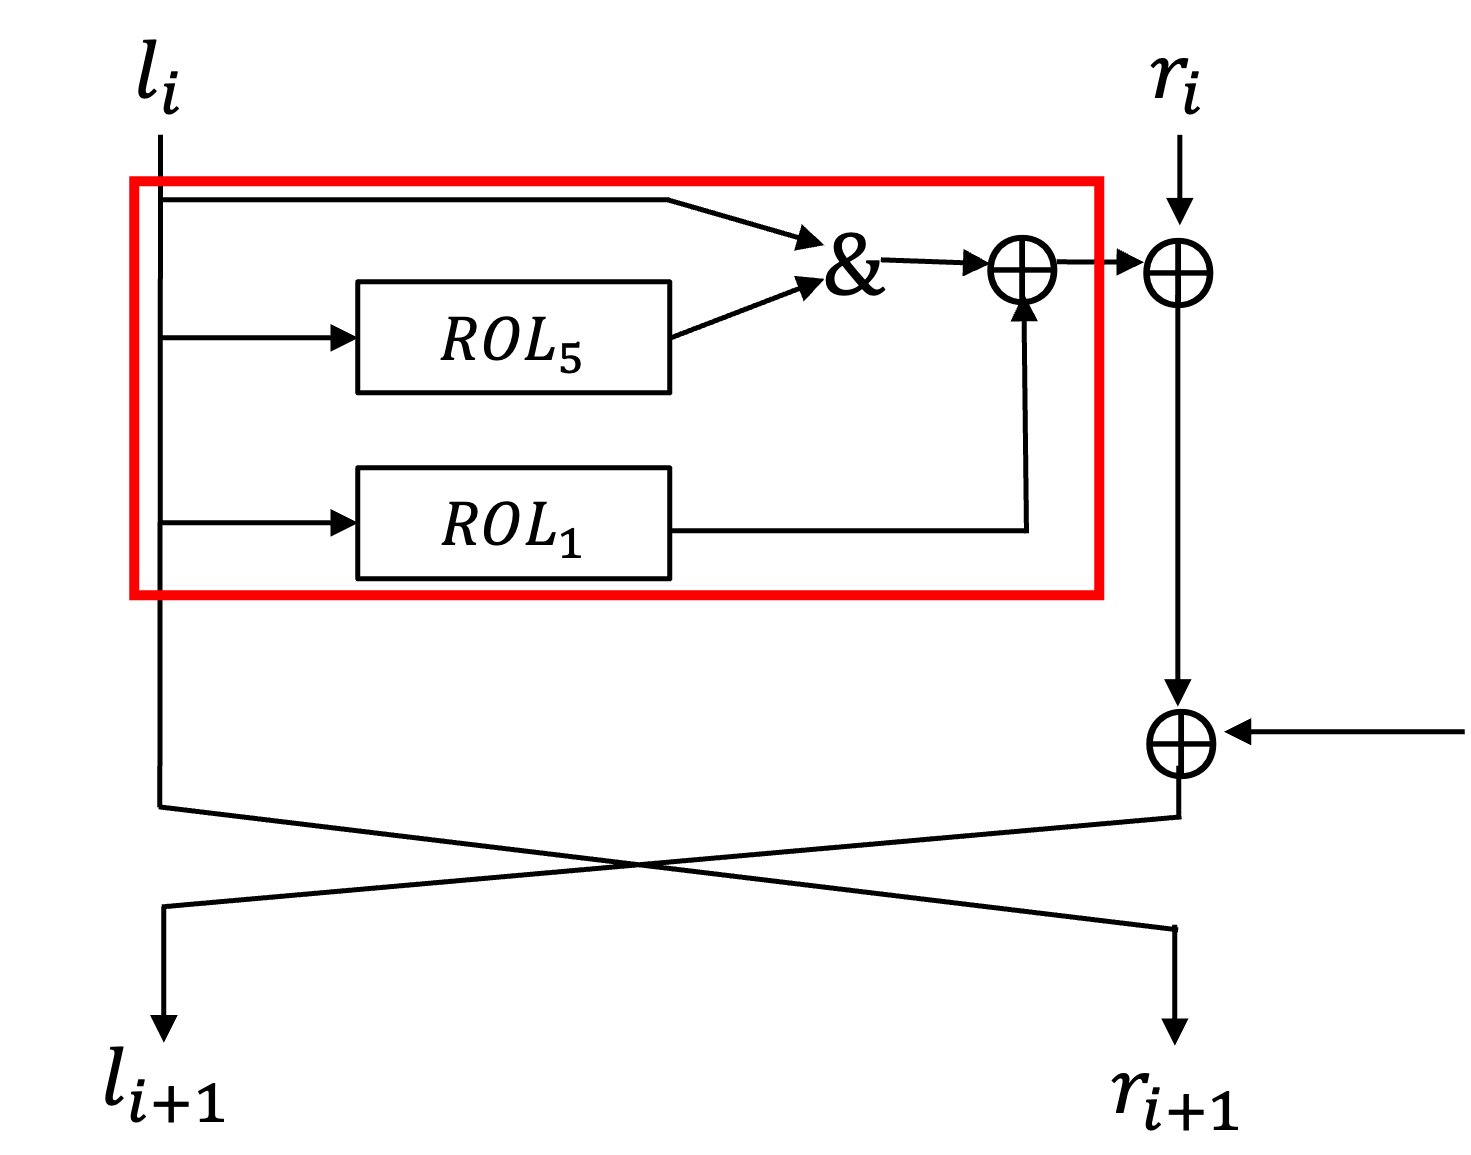 l_i r_i
&
ROL_5
ROL_1
l_{i+1}
r_{i+1}